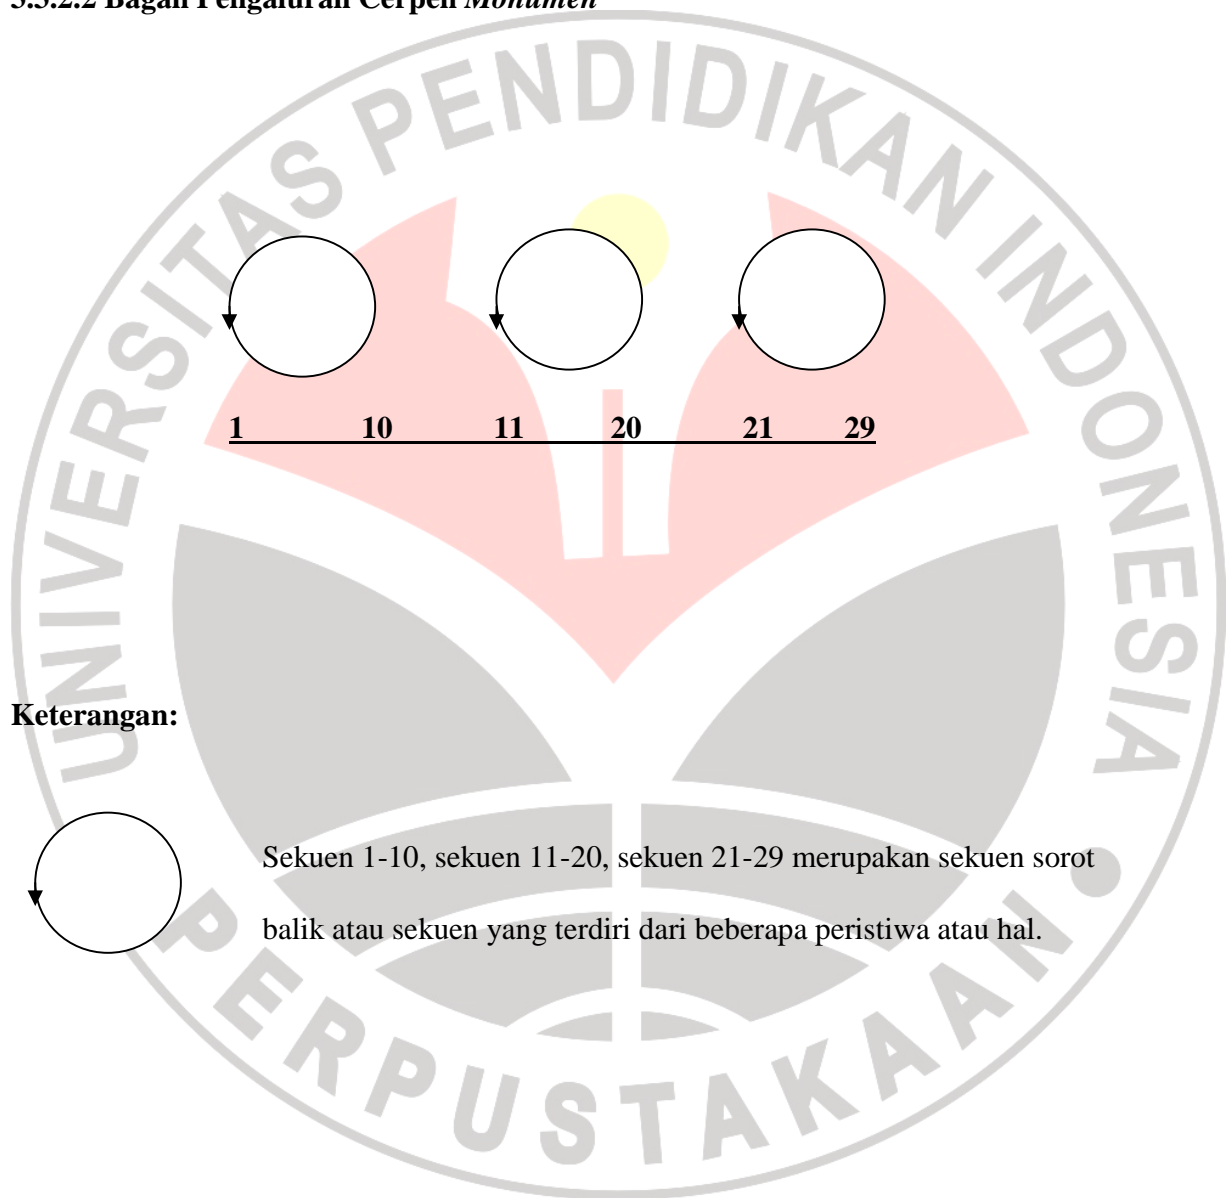 3.3.2.2 Bagan Pengaluran Cerpen Monumen
UNIVERSITAS PENDIDIKAN INDONESIA
1 10 11 20 21 29
Keterangan:
Sekuen 1-10, sekuen 11-20, sekuen 21-29 merupakan sekuen sorot
balik atau sekuen yang terdiri dari beberapa peristiwa atau hal.
PERPUSTAKAAN